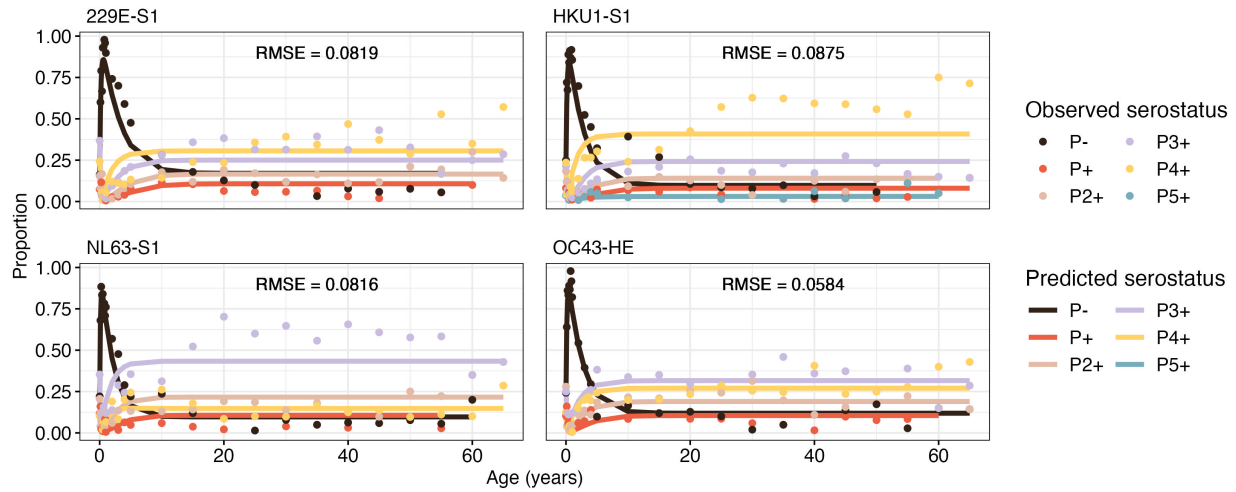 229E-S1
HKU1-S1
RMSE = 0.0819
RMSE = 0.0875
1.00
0.75
0.50
0.25
0.00
Proportion
NL63-S1
OC43-HE
RMSE = 0.0816
RMSE = 0.0584
1.00
0.75
0.50
0.25
0.00
0 20 40 60
0 20 40 60
Age (years)
Observed serostatus
P- P3+
P+ P4+
P2+ P5+
Predicted serostatus
P- P3+
P+ P4+
P2+ P5+